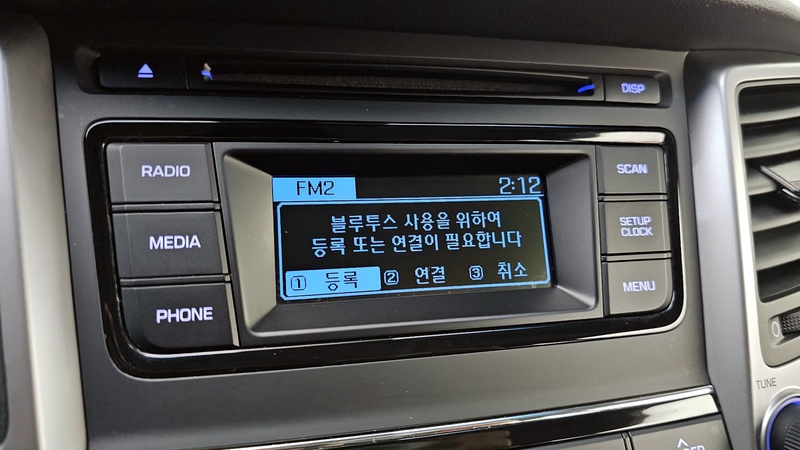 DISP
RADIO
MEDIA
PHONE
FM2 2:12
블루투스 사용을 위하여
등록 또는 연결이 필요합니다
1 등록 2 연결 3 취소
SCAN
SETUP
CLOCK
MENU
TUNE